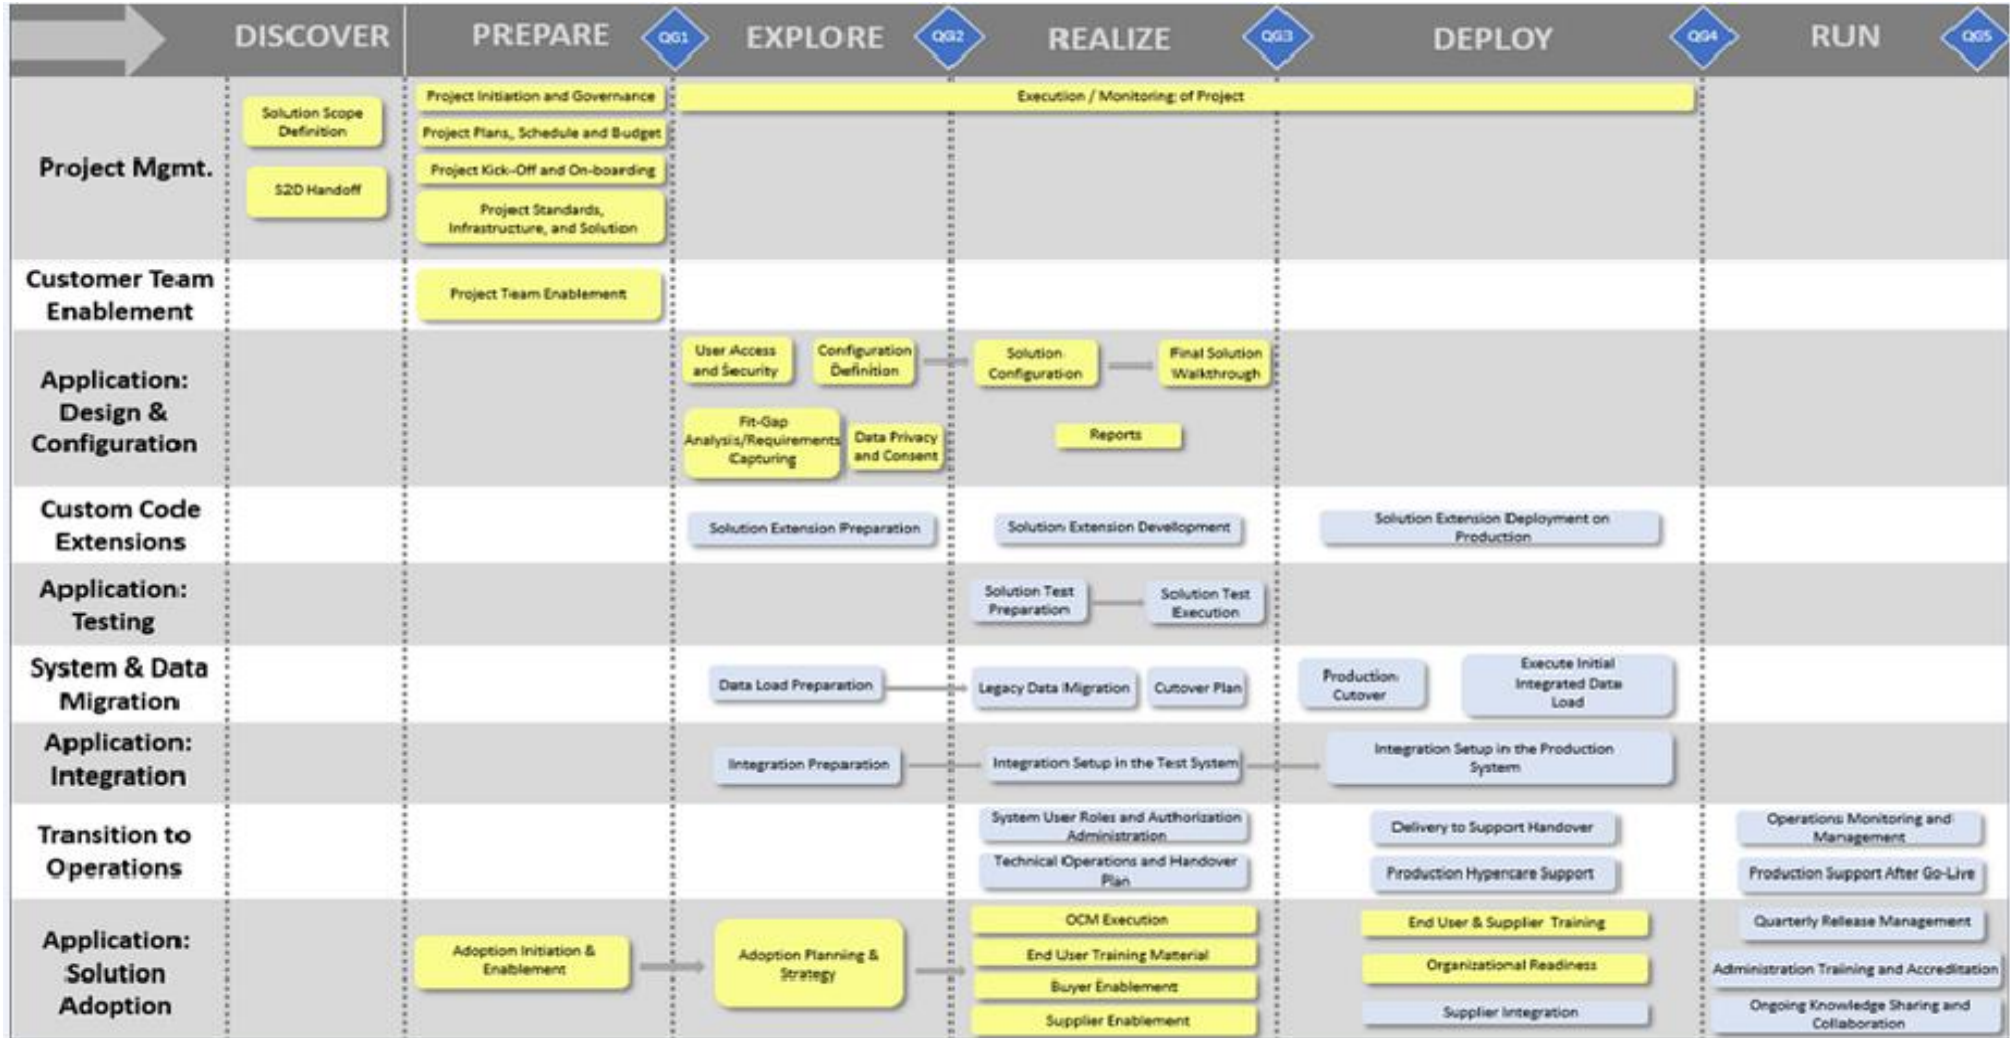 DISCOVER
PREPARE
QG1
EXPLORE
QG2
REALIZE
QG3
DEPLOY
QG4
RUN
QG5
Project Mgmt.
Solution Scope
Definition
S2D Handoff
Project Initiation and Governance
Project Plans, Schedule and Budget
Project Kick-Off and On-boarding
Project Standards,
Infrastructure, and Solution
Execution / Monitoring of Project
Customer Team
Enablement
Project Team Enablement
Application:
Design &
Configuration
User Access
and Security
Configuration
Definition
Fit-Gap
Analysis/Requirements
Capturing
Data Privacy
and Consent
Solution
Configuration
Final Solution
Walkthrough
Reports
Custom Code
Extensions
Solution Extension Preparation
Solution Extension Development
Solution Extension Deployment on
Production
Application:
Testing
Solution Test
Preparation
Solution Test
Execution
System & Data
Migration
Data Load Preparation
Legacy Data Migration
Cutover Plan
Production
Cutover
Execute Initial
Integrated Data
Load
Application:
Integration
Integration Preparation
Integration Setup in the Test System
Integration Setup in the Production
System
Transition to
Operations
System User Roles and Authorization
Administration
Technical Operations and Handover
Plan
Delivery to Support Handover
Production Hypercare Support
Operations Monitoring and
Management
Production Support After Go-Live
Application:
Solution
Adoption
Adoption Initiation &
Enablement
Adoption Planning &
Strategy
OCM Execution
End User Training Material
Buyer Enablement
Supplier Enablement
End User & Supplier Training
Organizational Readiness
Supplier Integration
Quarterly Release Management
Administration Training and Accreditation
Ongoing Knowledge Sharing and
Collaboration